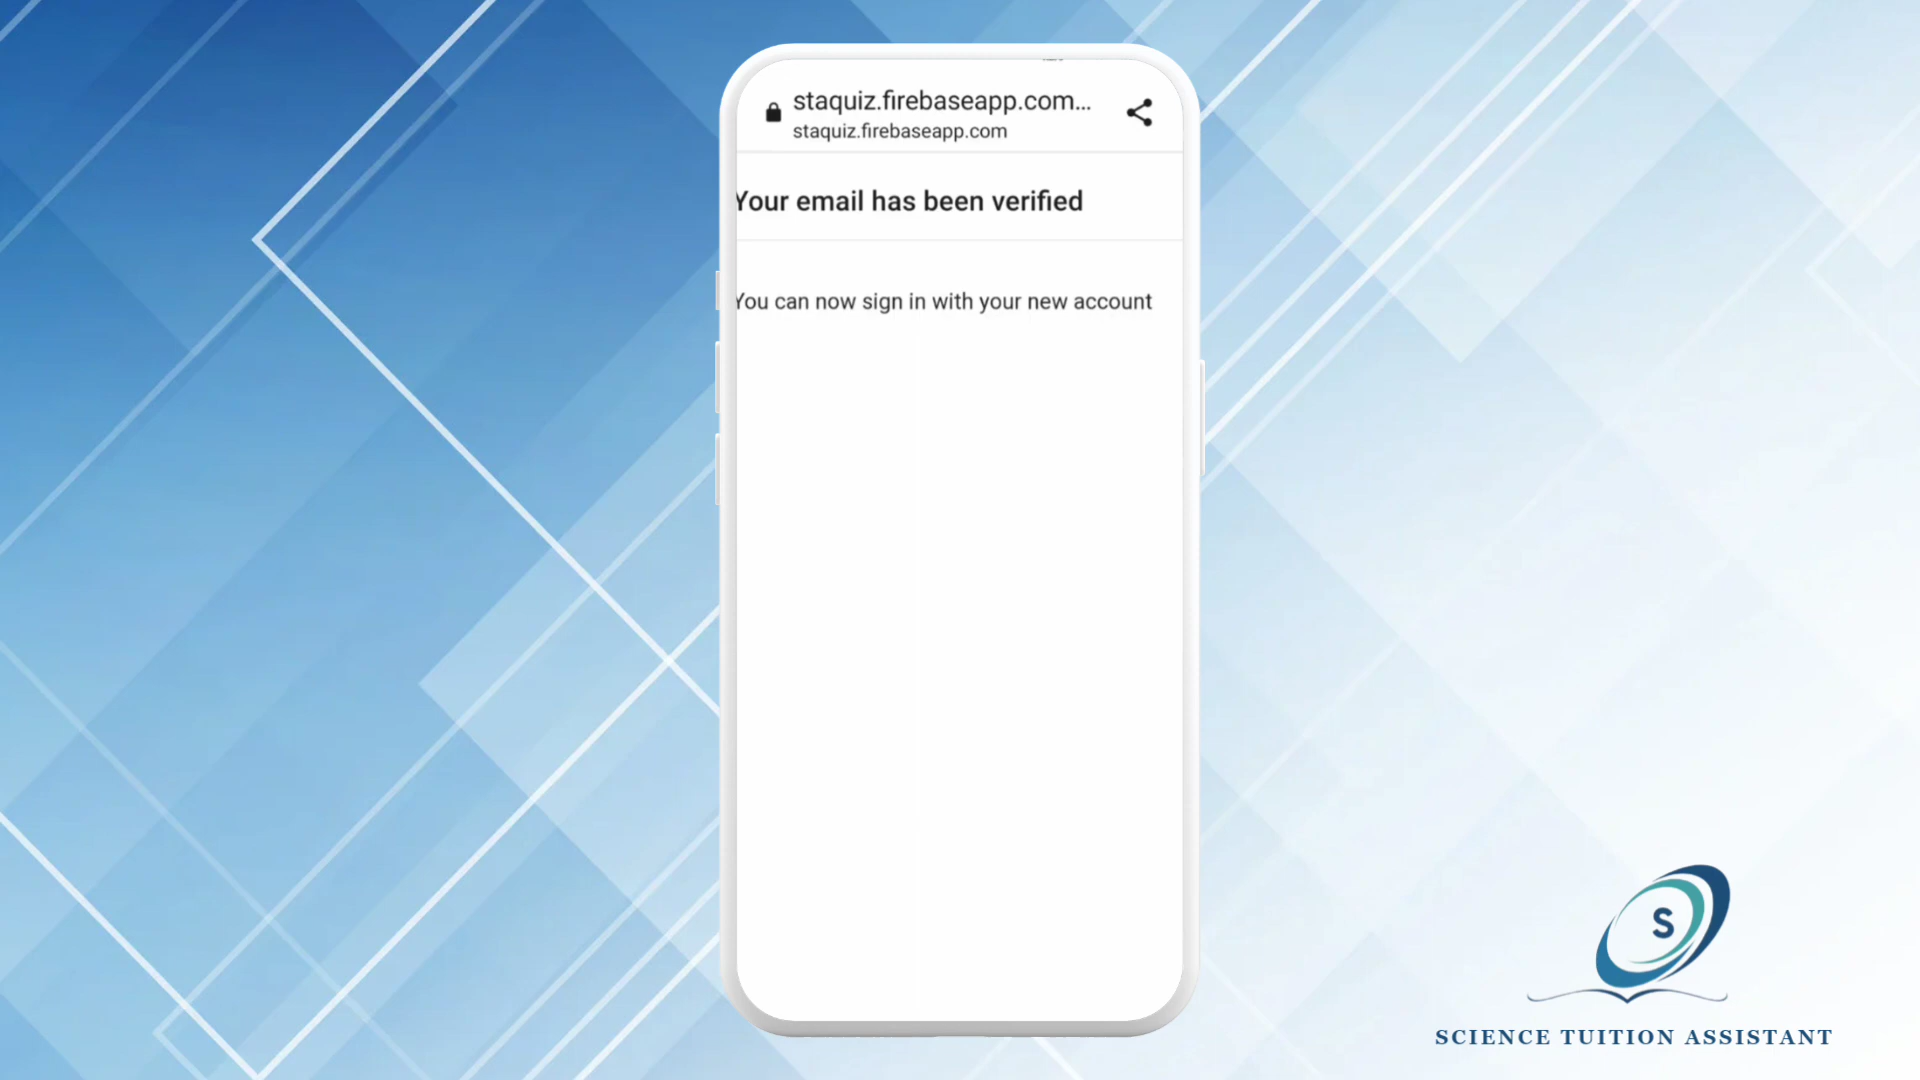 staquiz.firebaseapp.com...
staquiz.firebaseapp.com
Your email has been verified
You can now sign in with your new account
S
SCIENCE TUITION ASSISTANT